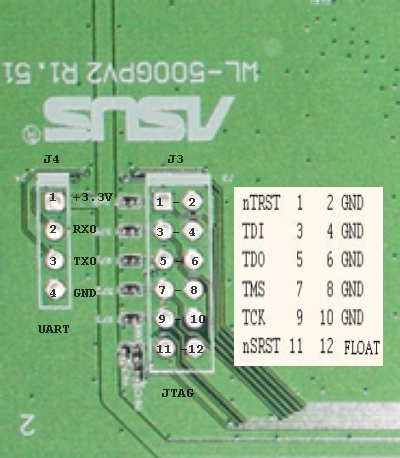 WL-500GPV2 R1.51
ASUS®
J4
J3
1 +3.3V
2 RX0
3 TX0
4 GND
UART
1 - 2
3 - 4
5 - 6
7 - 8
9 10
11 -12
JTAG
nTRST 1 2 GND
TDI 3 4 GND
TDO 5 6 GND
TMS 7 8 GND
TCK 9 10 GND
nSRST 11 12 FLOAT
2